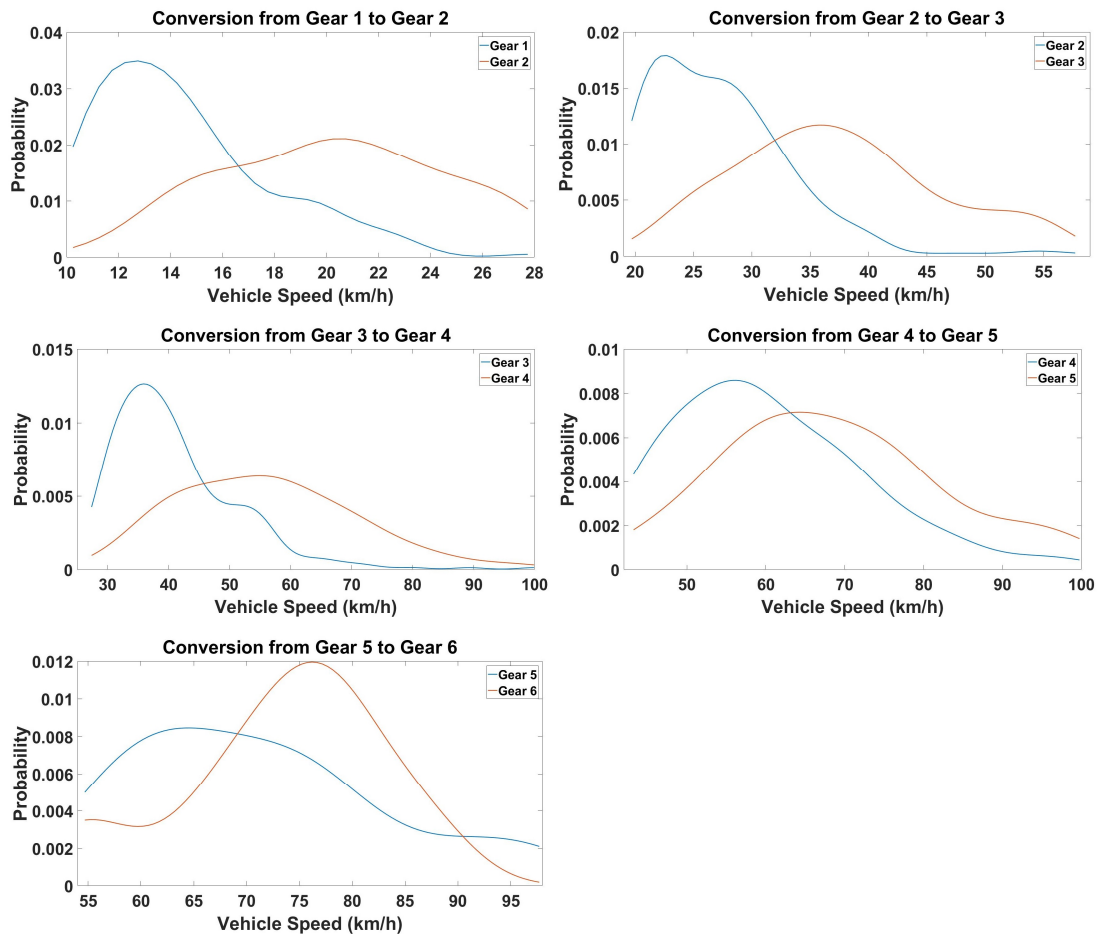 Conversion from Gear 1 to Gear 2
0.04
0.03
0.02
0.01
0
Probability
Gear 1
Gear 2
10 12 14 16 18 20 22 24 26 28
Vehicle Speed (km/h)
Conversion from Gear 2 to Gear 3
0.02
0.015
0.01
0.005
0
Probability
Gear 2
Gear 3
20 25 30 35 40 45 50 55
Vehicle Speed (km/h)
Conversion from Gear 3 to Gear 4
0.015
0.01
0.005
0
Probability
Gear 3
Gear 4
30 40 50 60 70 80 90 100
Vehicle Speed (km/h)
Conversion from Gear 4 to Gear 5
0.01
0.008
0.006
0.004
0.002
0
Probability
Gear 4
Gear 5
50 60 70 80 90 100
Vehicle Speed (km/h)
Conversion from Gear 5 to Gear 6
0.012
0.01
0.008
0.006
0.004
0.002
0
Probability
Gear 5
Gear 6
55 60 65 70 75 80 85 90 95
Vehicle Speed (km/h)